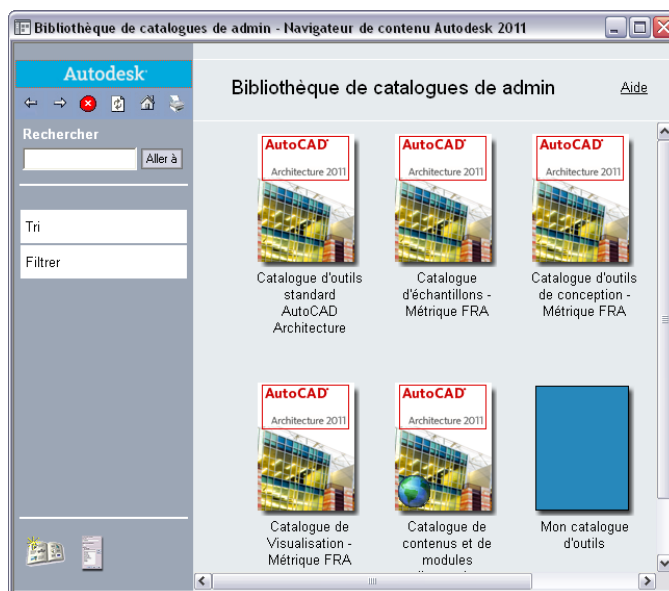 Bibliothèque de catalogues de admin - Navigateur de contenu Autodesk 2011
Autodesk
Rechercher
Aller à
Tri
Filtrer
Bibliothèque de catalogues de admin
Aide
AutoCAD
Architecture 2011
Catalogue d'outils
standard
AutoCAD
Architecture
AutoCAD
Architecture 2011
Catalogue
d'échantillons -
Métrique FRA
AutoCAD
Architecture 2011
Catalogue d'outils
de conception -
Métrique FRA
AutoCAD
Architecture 2011
Catalogue de
Visualisation -
Métrique FRA
AutoCAD
Architecture 2011
Catalogue de
contenus et de
modules
Mon catalogue
d'outils